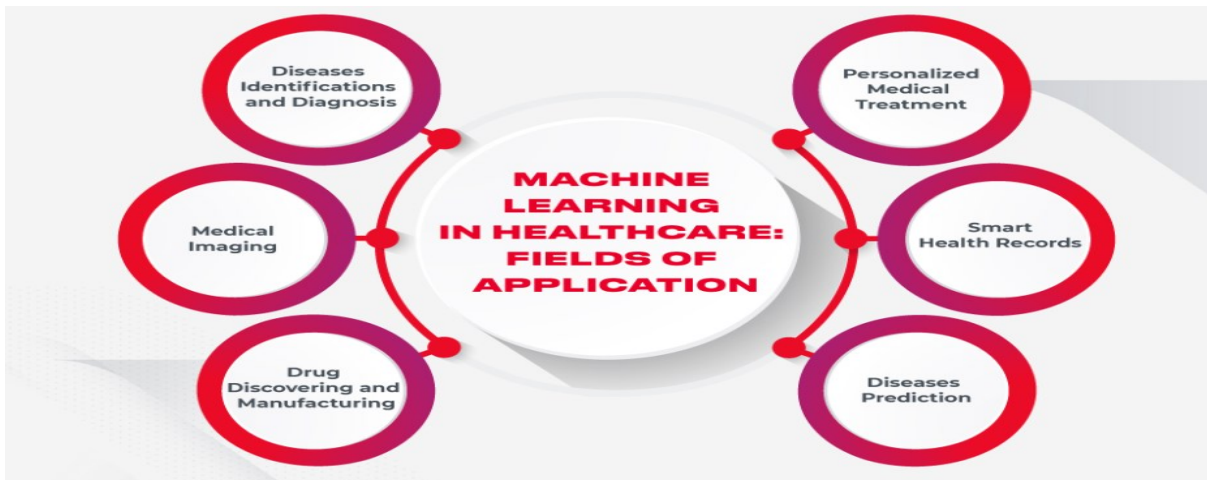 Diseases
Identifications
and Diagnosis
Medical
Imaging
Drug
Discovering and
Manufacturing
MACHINE
LEARNING
IN HEALTHCARE:
FIELDS OF
APPLICATION
Personalized
Medical
Treatment
Smart
Health Records
Diseases
Prediction